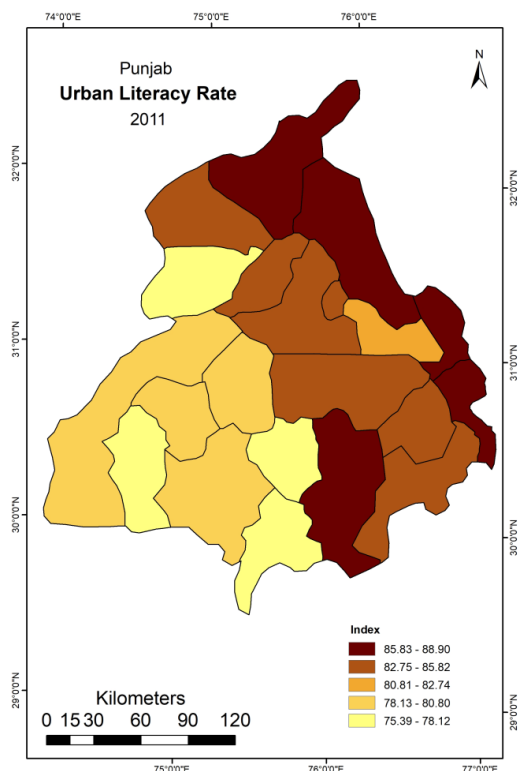 74°0'0"E 75°0'0"E 76°0'0"E
N
Punjab
Urban Literacy Rate
2011
32°0'0"N
31°0'0"N
30°0'0"N
29°0'0"N
32°0'0"N
31°0'0"N
30°0'0"N
29°0'0"N
Index
85.83 - 88.90
82.75 - 85.82
80.81 - 82.74
78.13 - 80.80
75.39 - 78.12
Kilometers
0 15 30 60 90 120
75°0'0"E 76°0'0"E 77°0'0"E